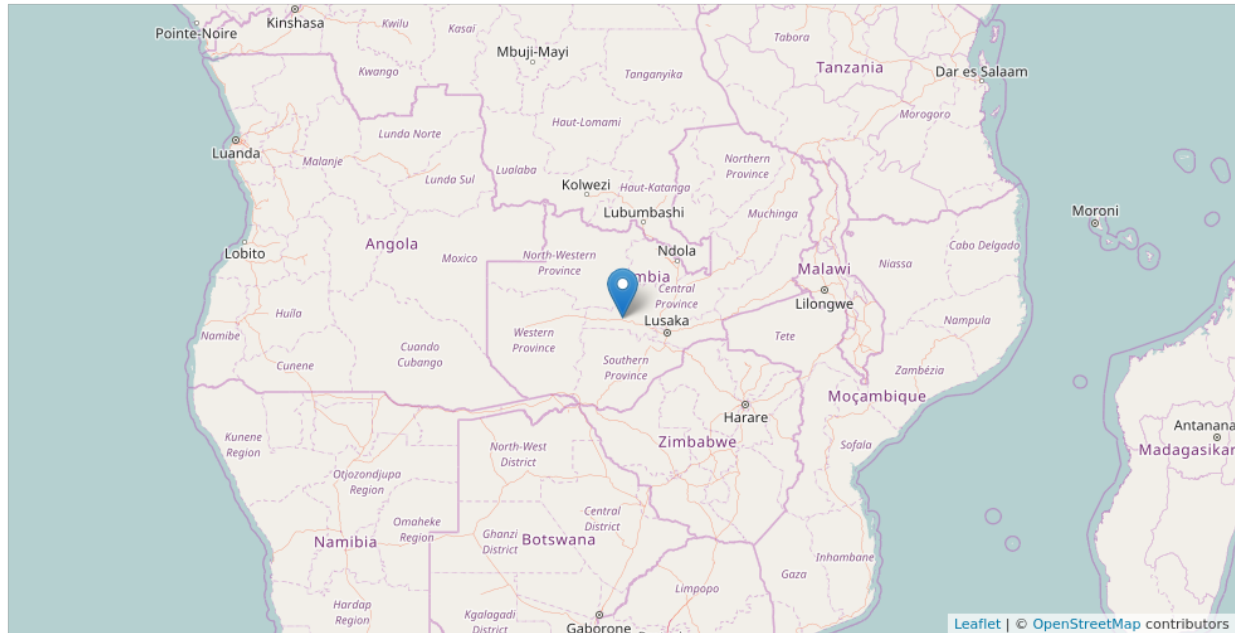 Kinshasa
Pointe-Noire
Kwilu
Kasaï
Mbuji-Mayi
Tabora
Tanzania
Dar es Salaam
Kwango
Tanganyika
Morogoro
Haut-Lomami
Lunda Norte
Luanda
Malanje
Lunda Sul
Lualaba
Northern
Province
Kolwezi
Haut-Katanga
Lubumbashi
Muchinga
Moroni
Lobito
Angola
Moxico
North-Western
Province
Ndola
mbia
Malawi
Niassa
Cabo Delgado
Central
Province
Lilongwe
Huíla
Namibe
Western
Province
Lusaka
Tete
Nampula
Cunene
Cuando
Cubango
Southern
Province
Zambézia
Moçambique
Harare
Zimbabwe
Sofala
Antanana
Madagasikar
Kunene
Region
North-West
District
Otjozondjupa
Region
Omaheke
Region
Namibia
Ghanzi
District
Botswana
Central
District
Inhambane
Gaza
Limpopo
Hardap
Region
Kgalagadi
District
Gaborone
Leaflet | © OpenStreetMap contributors